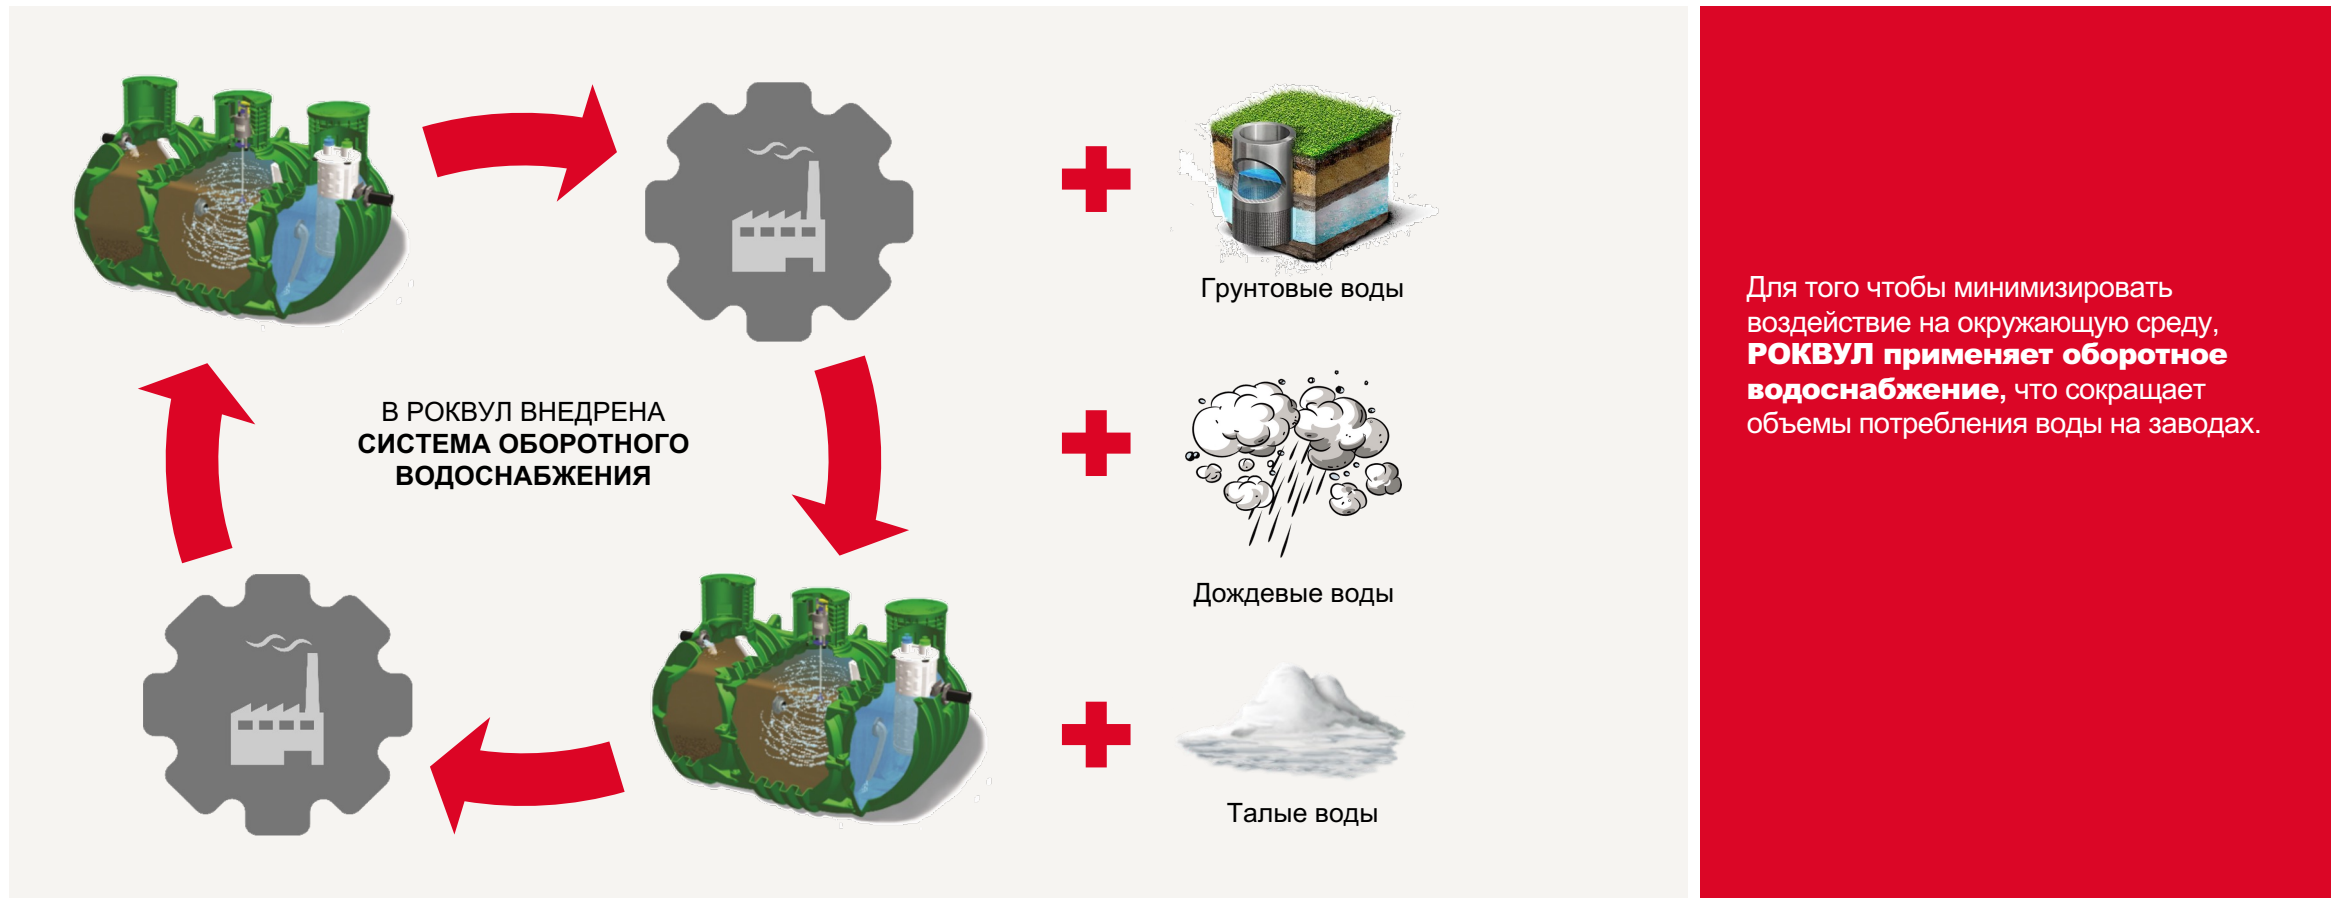 В РОКВУЛ ВНЕДРЕНА
СИСТЕМА ОБОРОТНОГО
ВОДОСНАБЖЕНИЯ
Грунтовые воды
Дождевые воды
Талые воды
Для того чтобы минимизировать
воздействие на окружающую среду,
РОКВУЛ применяет оборотное
водоснабжение, что сокращает
объемы потребления воды на заводах.